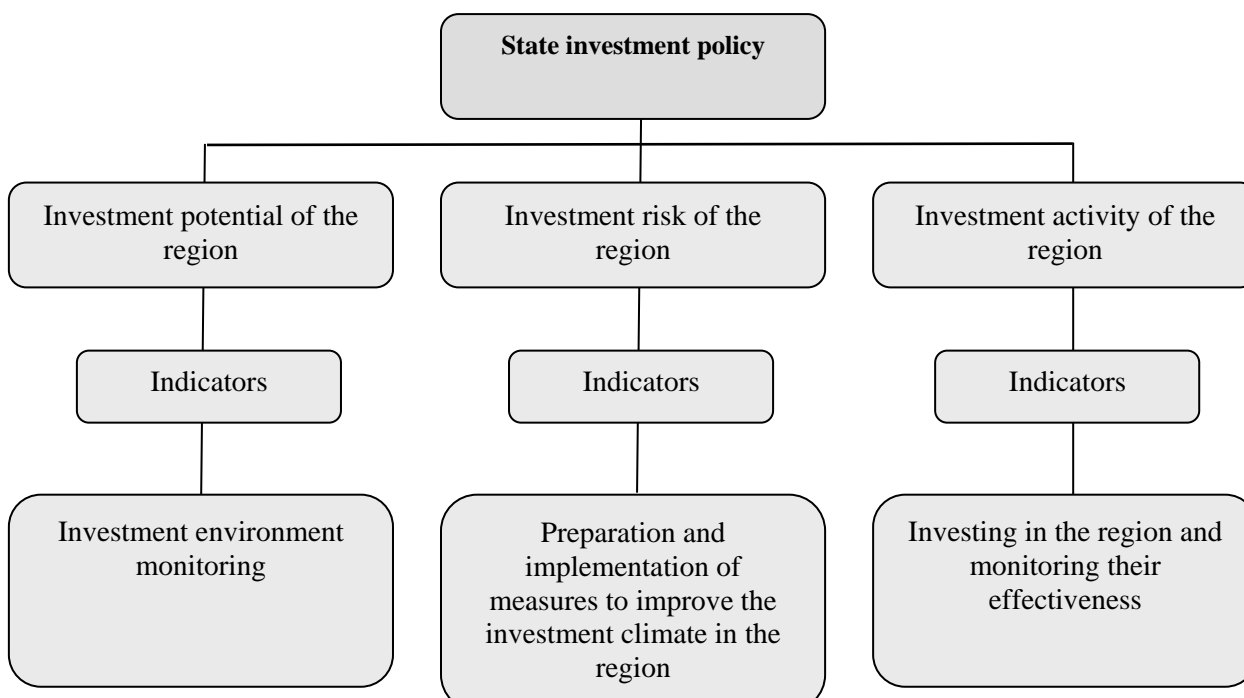 State investment policy
Investment potential of the
region
Investment risk of the
region
Investment activity of the
region
Indicators
Indicators
Indicators
Investment environment
monitoring
Preparation and
implementation of
measures to improve the
investment climate in the
region
Investing in the region and
monitoring their
effectiveness